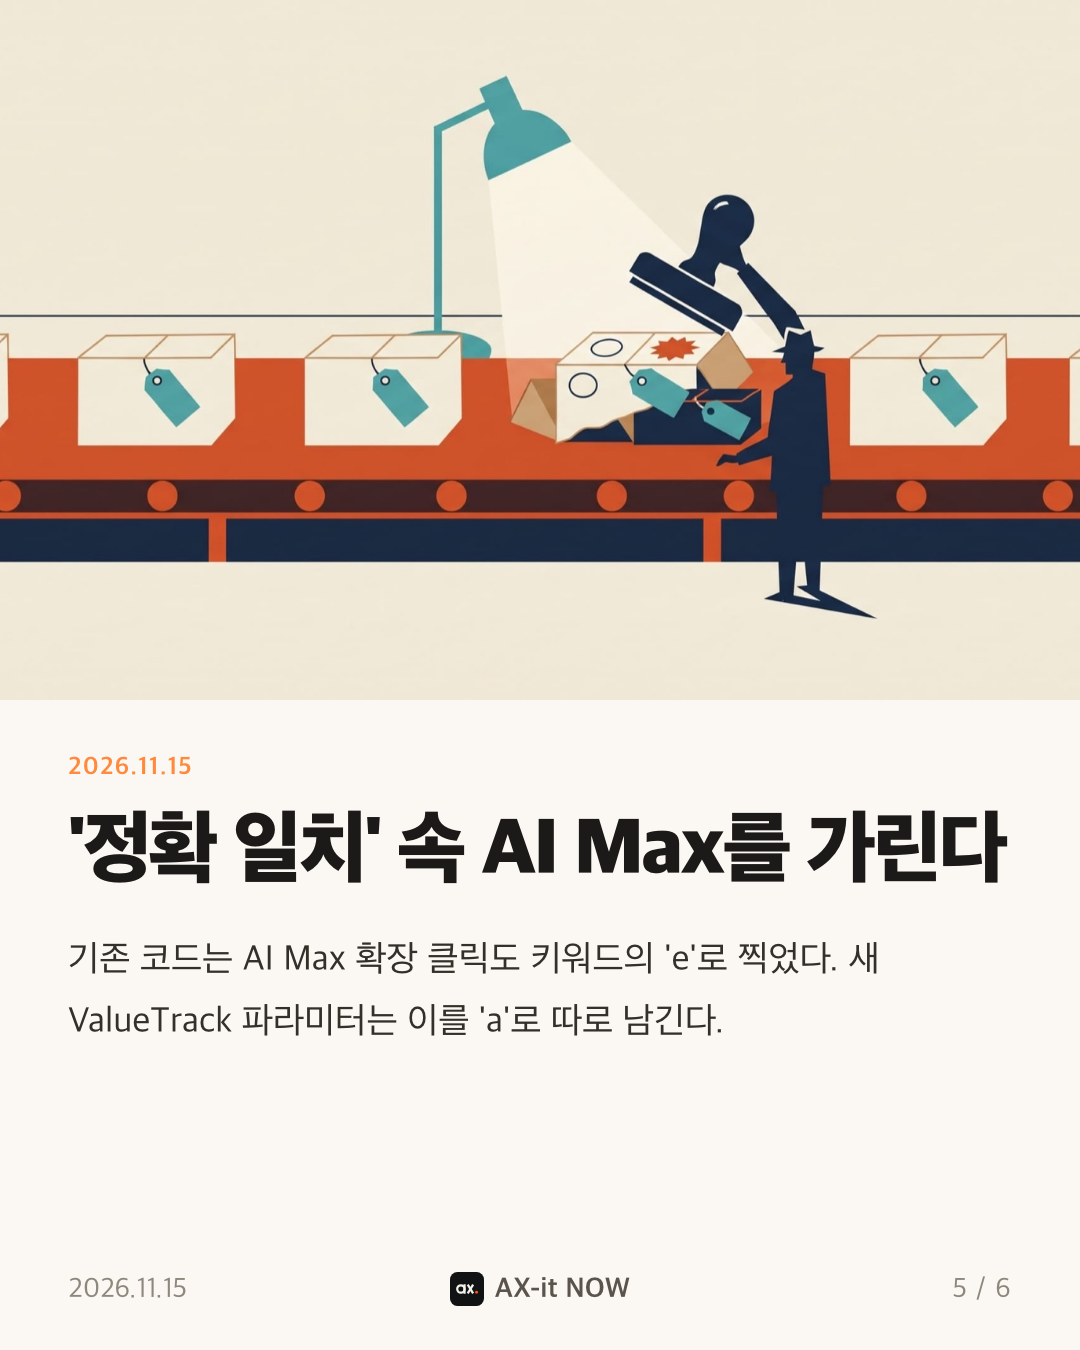 2026.11.15
'정확 일치' 속 AI Max를 가린다
기존 코드는 AI Max 확장 클릭도 키워드의 'e'로 찍었다. 새
ValueTrack 파라미터는 이를 'a'로 따로 남긴다.
2026.11.15
ax. AX-it NOW
5 / 6